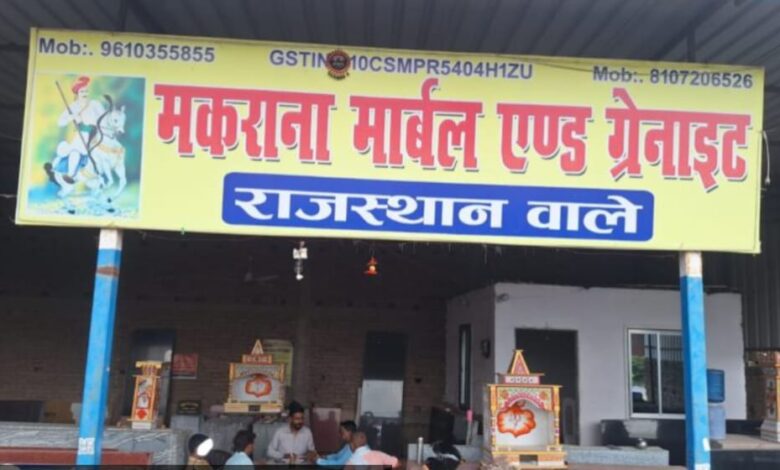 Mob:. 9610355855 GSTIN 10CSMPR5404H1ZU Mob:. 8107206526
मकराना मार्बल एण्ड ग्रेनाइट
राजस्थान वाले